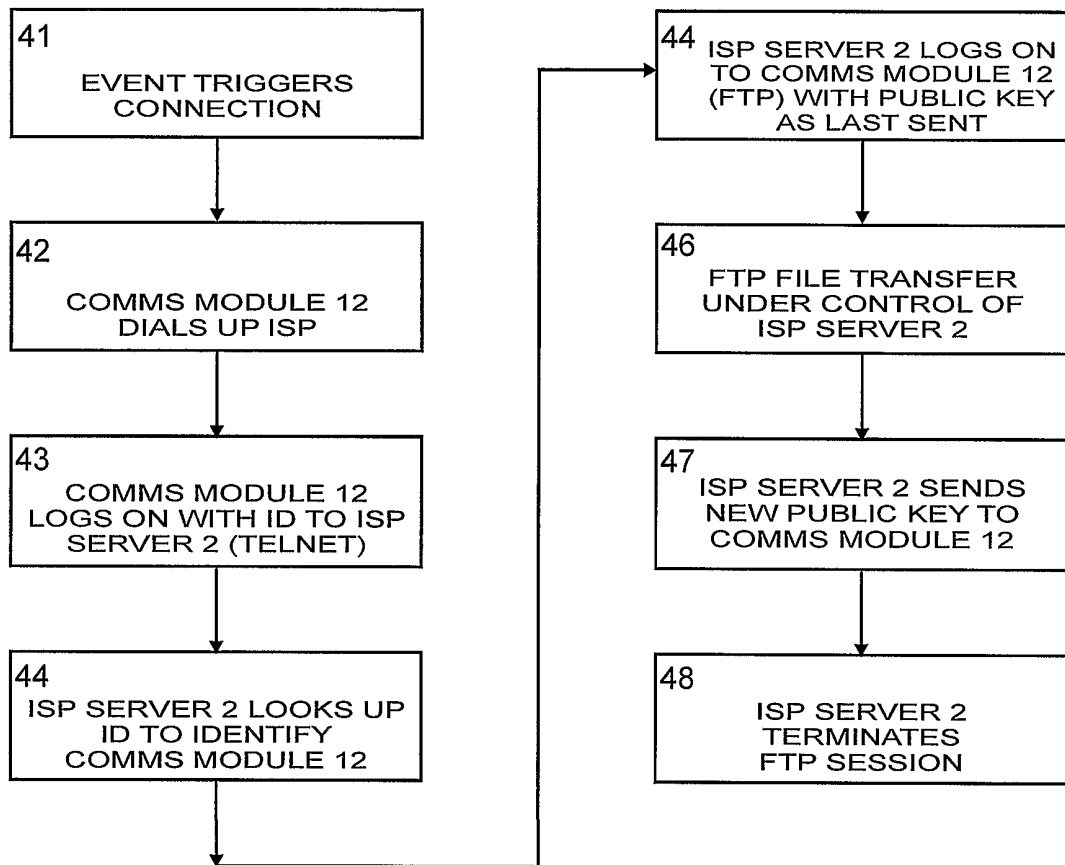 41
EVENT TRIGGERS
CONNECTION
42
COMMS MODULE 12
DIALS UP ISP
43
COMMS MODULE 12
LOGS ON WITH ID TO ISP
SERVER 2 (TELNET)
44
ISP SERVER 2 LOOKS UP
ID TO IDENTIFY
COMMS MODULE 12
44
ISP SERVER 2 LOGS ON
TO COMMS MODULE 12
(FTP) WITH PUBLIC KEY
AS LAST SENT
46
FTP FILE TRANSFER
UNDER CONTROL OF
ISP SERVER 2
47
ISP SERVER 2 SENDS
NEW PUBLIC KEY TO
COMMS MODULE 12
48
ISP SERVER 2
TERMINATES
FTP SESSION